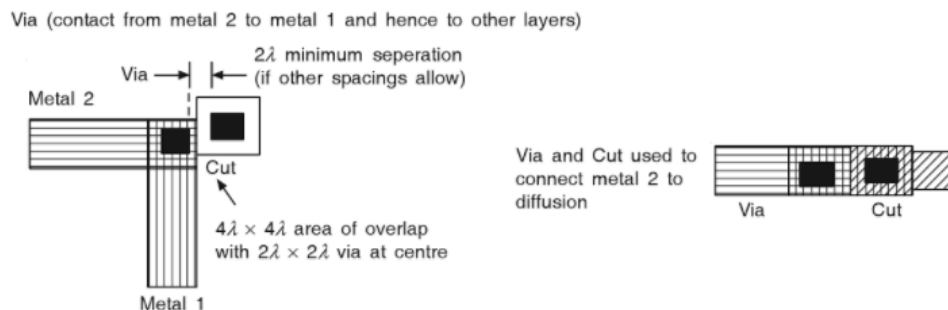 Via (contact from metal 2 to metal 1 and hence to other layers)
Via
2λ minimum seperation
(if other spacings allow)
Metal 2
Cut
4λ × 4λ area of overlap
with 2λ × 2λ via at centre
Metal 1
Via and Cut used to
connect metal 2 to
diffusion
Via
Cut